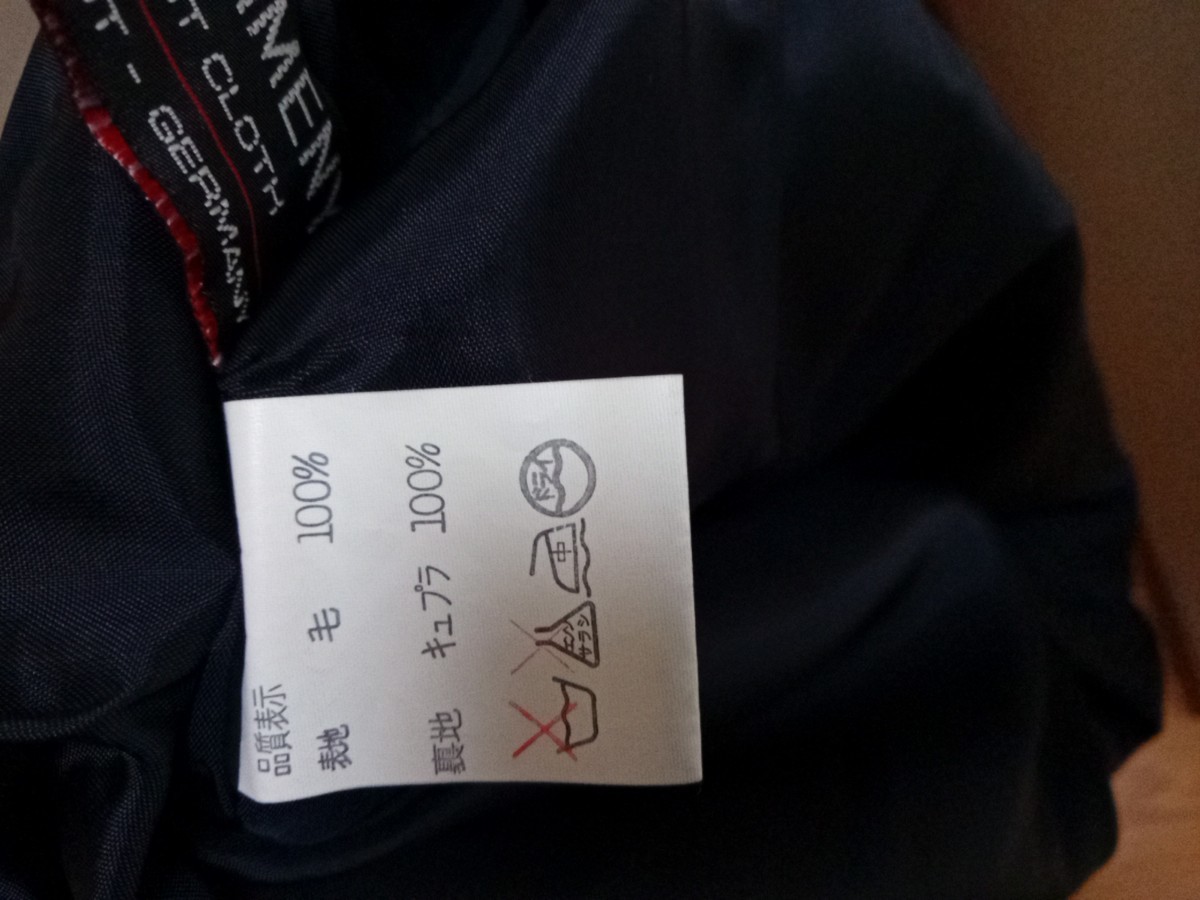 MENY
T CLOTH
T - GERMANY
品質表示
表地 毛 100%
裏地 キュプラ 100%
エンソサラシ
中
ドライ